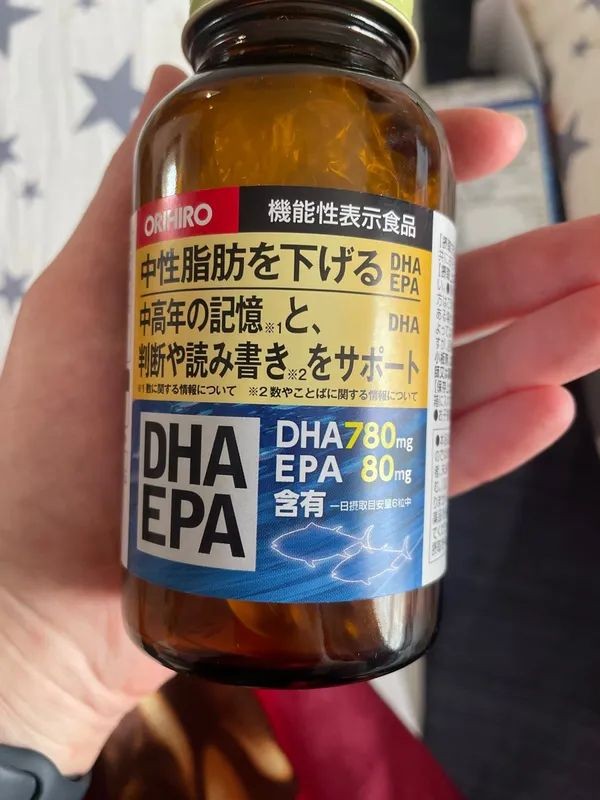 ORIHIRO
機能性表示食品
中性脂肪を下げる DHA EPA
中高年の記憶※1と、 DHA
判断や読み書き※2をサポート
※1 数に関する情報について ※2 数やことばに関する情報について
DHA
EPA
DHA780mg
EPA 80mg
含有 一日摂取目安量6粒中